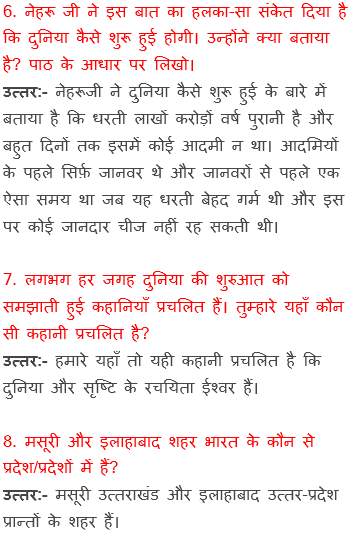 6. नेहरू जी ने इस बात का हलका-सा संकेत दिया है
कि दुनिया कैसे शुरू हुई होगी। उन्होंने क्या बताया
है? पाठ के आधार पर लिखो।
उत्तर:- नेहरूजी ने दुनिया कैसे शुरू हुई के बारे में
बताया है कि धरती लाखों करोड़ों वर्ष पुरानी है और
बहुत दिनों तक इसमें कोई आदमी न था। आदमियों
के पहले सिर्फ़ जानवर थे और जानवरों से पहले एक
ऐसा समय था जब यह धरती बेहद गर्म थी और इस
पर कोई जानदार चीज नहीं रह सकती थी।
7. लगभग हर जगह दुनिया की शुरुआत को
समझाती हुई कहानियाँ प्रचलित हैं। तुम्हारे यहाँ कौन
सी कहानी प्रचलित है?
उत्तर:- हमारे यहाँ तो यही कहानी प्रचलित है कि
दुनिया और सृष्टि के रचयिता ईश्वर हैं।
8. मसूरी और इलाहाबाद शहर भारत के कौन से
प्रदेश/प्रदेशों में हैं?
उत्तर:- मसूरी उत्तराखंड और इलाहाबाद उत्तर-प्रदेश
प्रान्तों के शहर हैं।